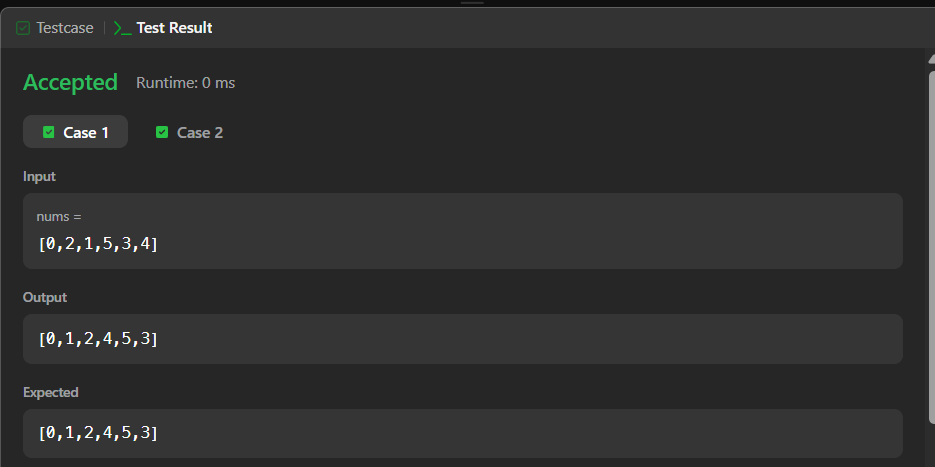 Testcase | >_ Test Result
Accepted Runtime: 0 ms
Case 1 Case 2
Input
nums =
[0,2,1,5,3,4]
Output
[0,1,2,4,5,3]
Expected
[0,1,2,4,5,3]